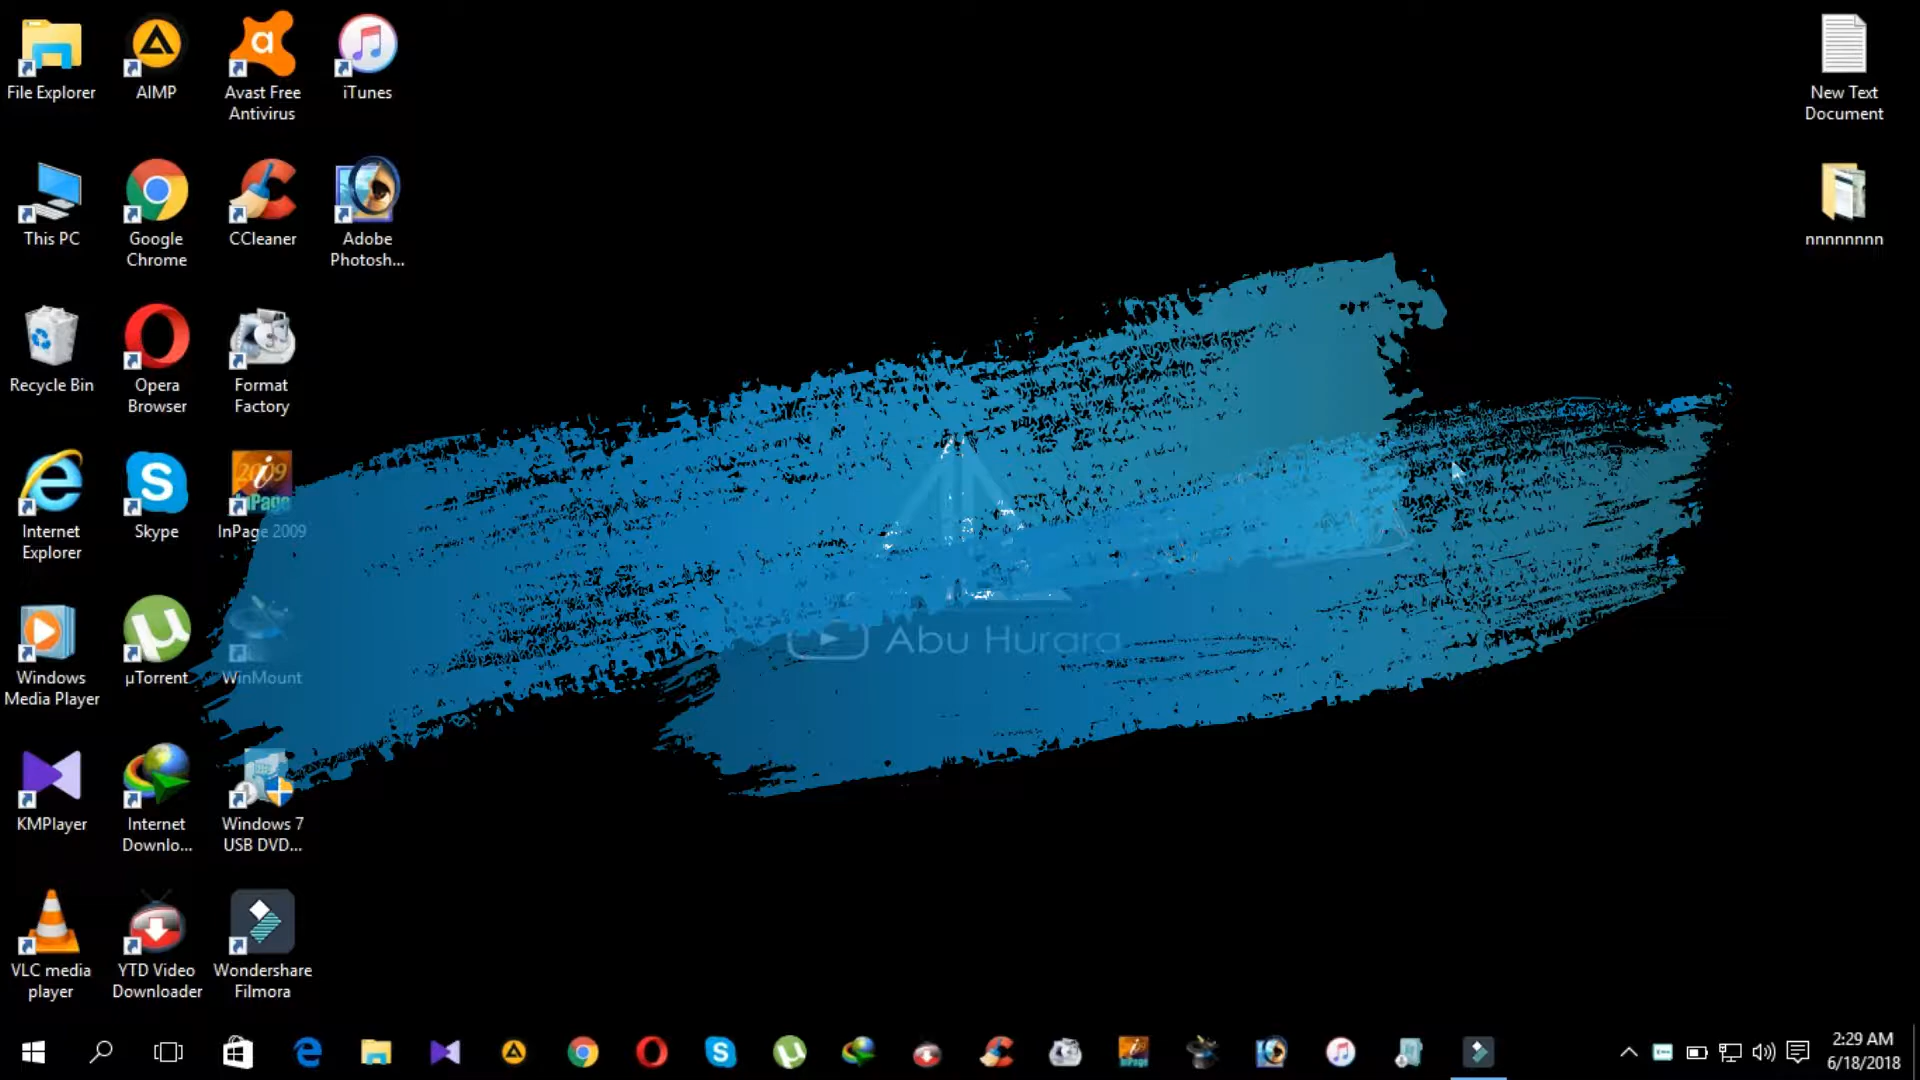 File Explorer
AIMP
Avast Free
Antivirus
iTunes
New Text
Document
This PC
Google
Chrome
CCleaner
Adobe
Photosh...
nnnnnnnn
Recycle Bin
Opera
Browser
Format
Factory
Internet
Explorer
Skype
InPage 2009
Windows
Media Player
µTorrent
WinMount
Abu Hurara
KMPlayer
Internet
Downlo...
Windows 7
USB DVD...
VLC media
player
YTD Video
Downloader
Wondershare
Filmora
2:29 AM
6/18/2018